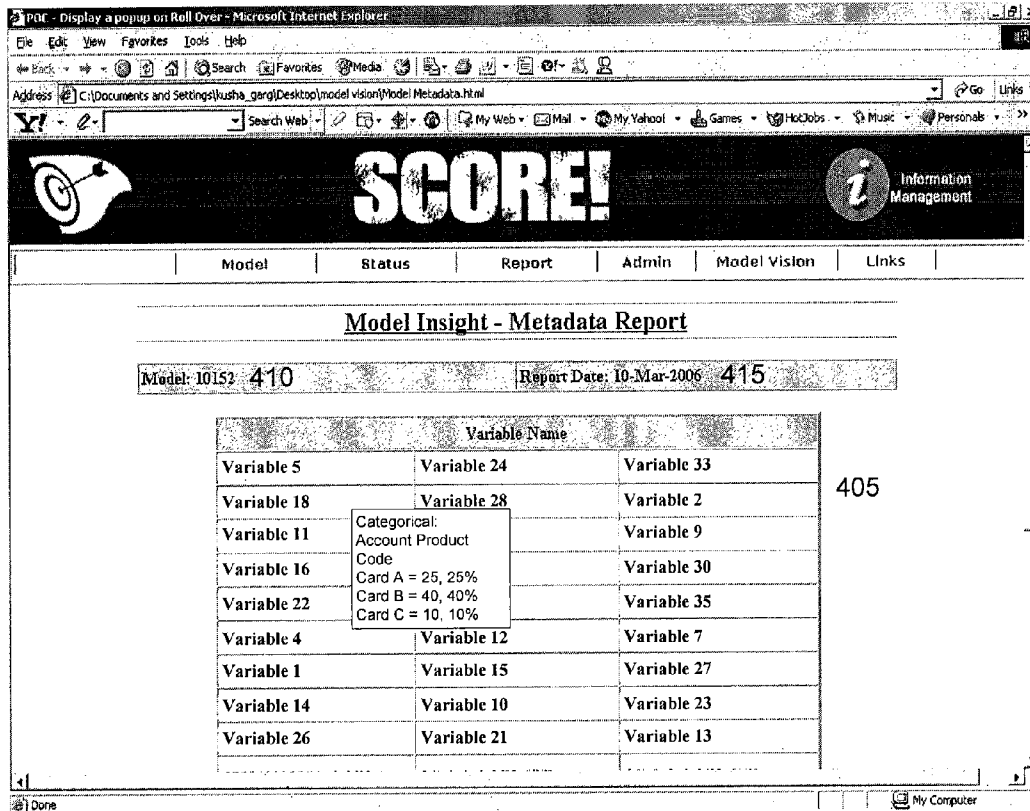 POC - Display a popup on Roll Over - Microsoft Internet Explorer
File Edit View Favorites Tools Help
Back Search Favorites Media
Address C:\Documents and Settings\kusha_garg\Desktop\model vision\Model Metadata.html Go Links
Y! Search Web My Web Mail My Yahoo! Games HotJobs Music Personals »
SCORE!
i Information
Management
Model Status Report Admin Model Vision Links
Model Insight - Metadata Report
Model: 10152 410 Report Date: 10-Mar-2006 415
Variable Name
Variable 5 Variable 24 Variable 33
405
Variable 18 Variable 28 Variable 2
Categorical:
Account Product
Code
Card A = 25, 25%
Card B = 40, 40%
Card C = 10, 10%
Variable 11 Variable 9
Variable 16 Variable 30
Variable 22 Variable 35
Variable 4 Variable 12 Variable 7
Variable 1 Variable 15 Variable 27
Variable 14 Variable 10 Variable 23
Variable 26 Variable 21 Variable 13
Done My Computer